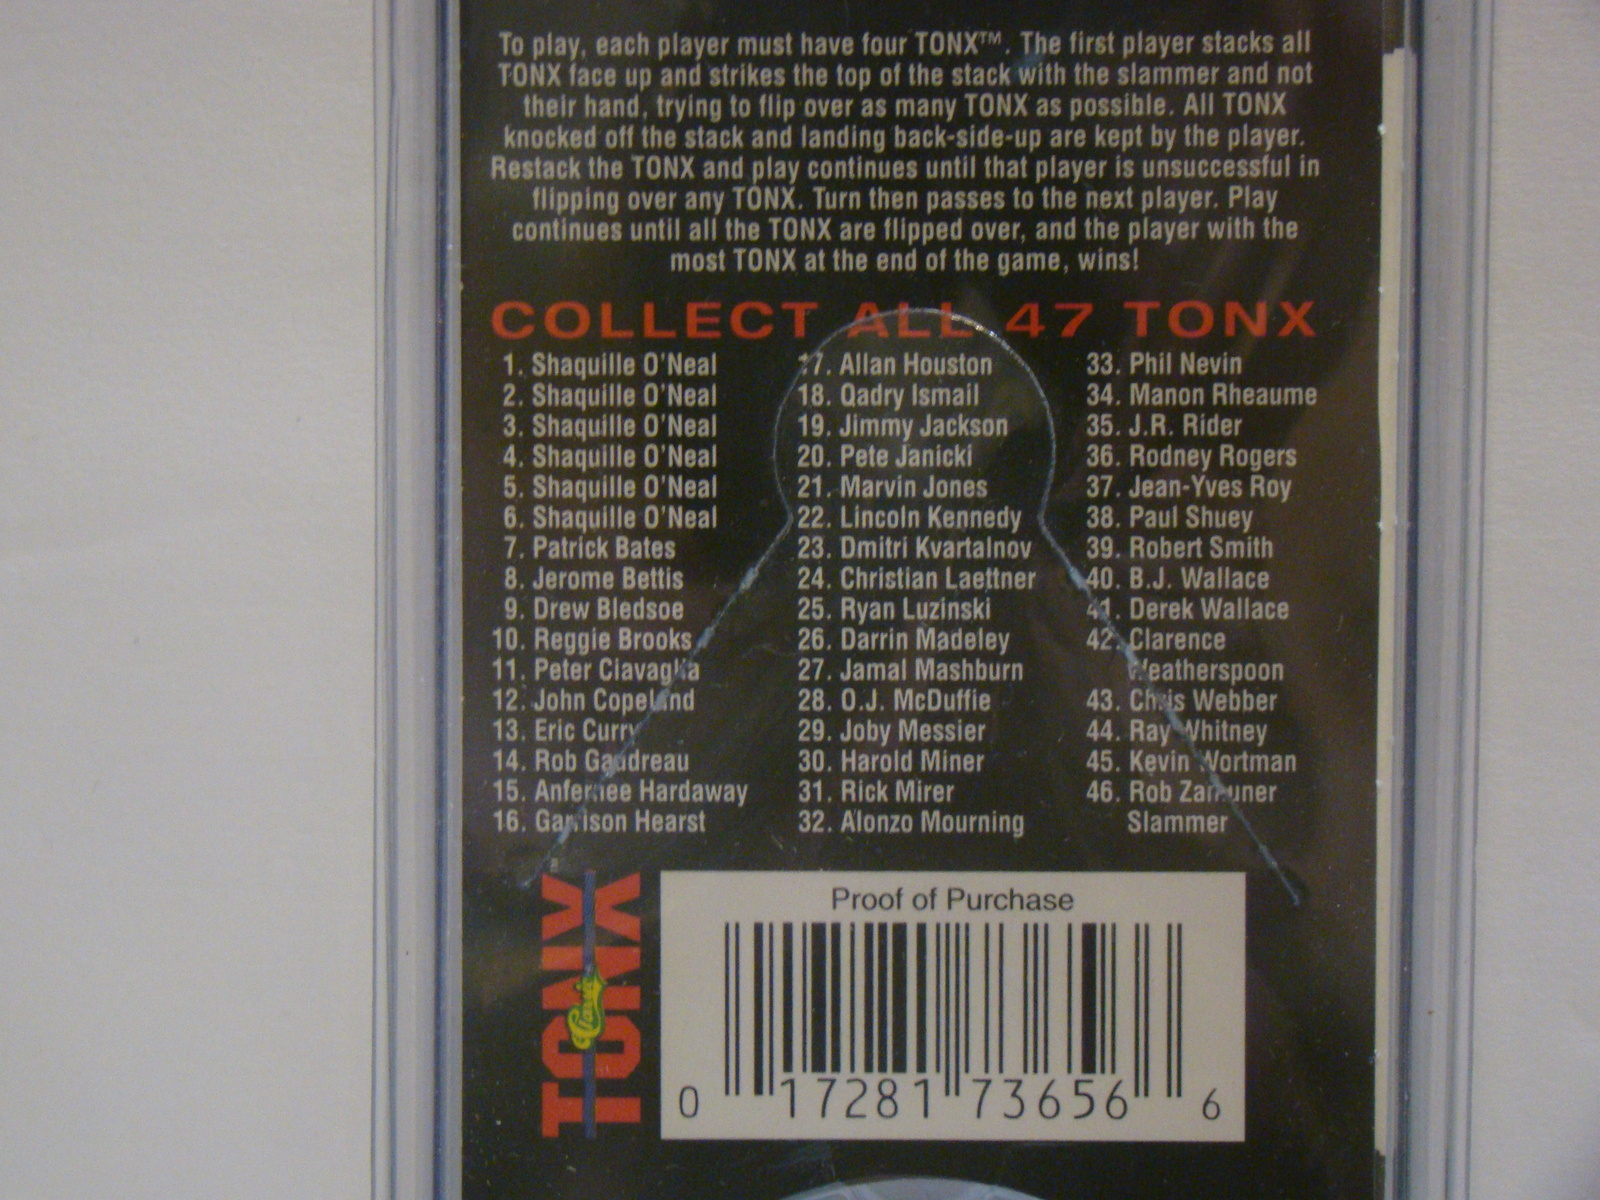 To play, each player must have four TONX™. The first player stacks all
TONX face up and strikes the top of the stack with the slammer and not
their hand, trying to flip over as many TONX as possible. All TONX
knocked off the stack and landing back-side-up are kept by the player.
Restack the TONX and play continues until that player is unsuccessful in
flipping over any TONX. Turn then passes to the next player. Play
continues until all the TONX are flipped over, and the player with the
most TONX at the end of the game, wins!
COLLECT ALL 47 TONX
1. Shaquille O'Neal
2. Shaquille O'Neal
3. Shaquille O'Neal
4. Shaquille O'Neal
5. Shaquille O'Neal
6. Shaquille O'Neal
7. Patrick Bates
8. Jerome Bettis
9. Drew Bledsoe
10. Reggie Brooks
11. Peter Ciavaglia
12. John Copeland
13. Eric Curry
14. Rob Gaudreau
15. Anfernee Hardaway
16. Garrison Hearst
17. Allan Houston
18. Qadry Ismail
19. Jimmy Jackson
20. Pete Janicki
21. Marvin Jones
22. Lincoln Kennedy
23. Dmitri Kvartalnov
24. Christian Laettner
25. Ryan Luzinski
26. Darrin Madeley
27. Jamal Mashburn
28. O.J. McDuffie
29. Joby Messier
30. Harold Miner
31. Rick Mirer
32. Alonzo Mourning
33. Phil Nevin
34. Manon Rheaume
35. J.R. Rider
36. Rodney Rogers
37. Jean-Yves Roy
38. Paul Shuey
39. Robert Smith
40. B.J. Wallace
41. Derek Wallace
42. Clarence
Weatherspoon
43. Chris Webber
44. Ray Whitney
45. Kevin Wortman
46. Rob Zamuner
Slammer
TONX
Classic
Proof of Purchase
0 17281 73656 6